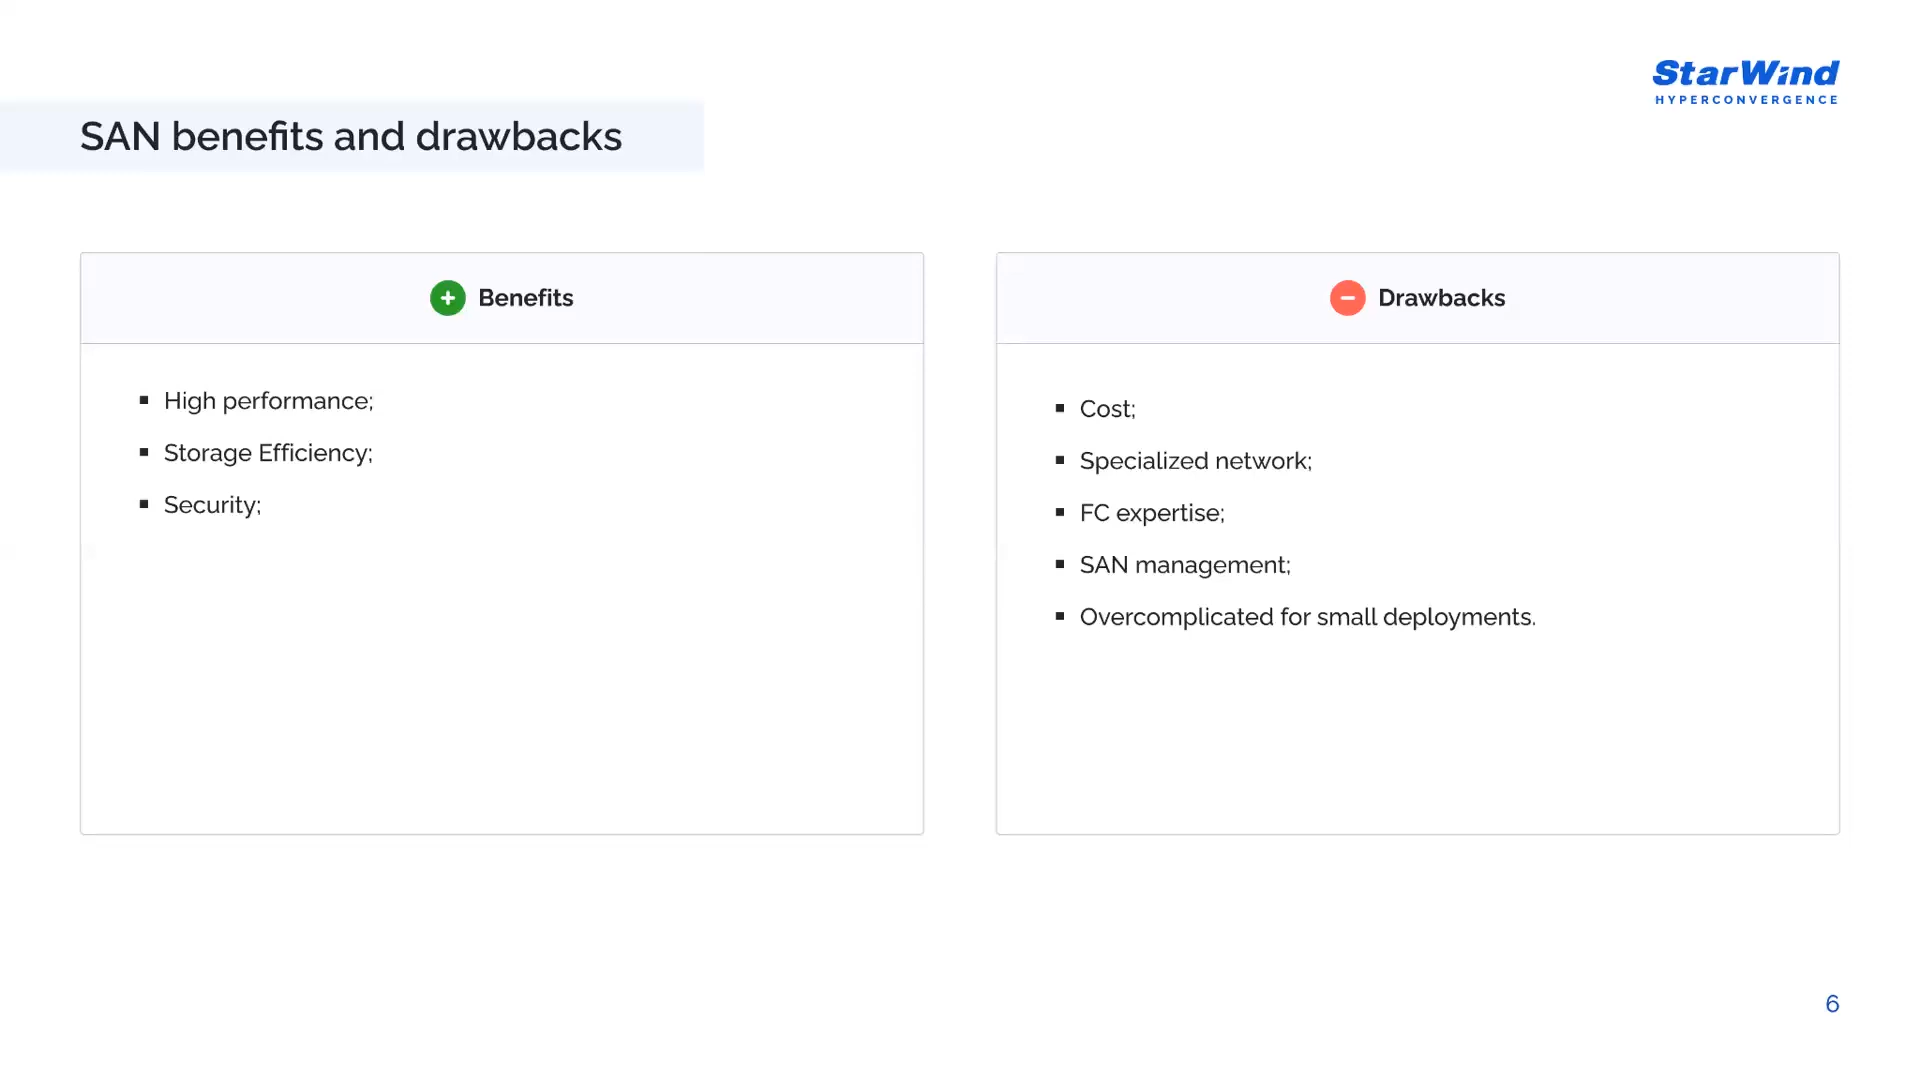 StarWind
HYPERCONVERGENCE
SAN benefits and drawbacks
Benefits
High performance;
Storage Efficiency;
Security;
Drawbacks
Cost;
Specialized network;
FC expertise;
SAN management;
Overcomplicated for small deployments.
6